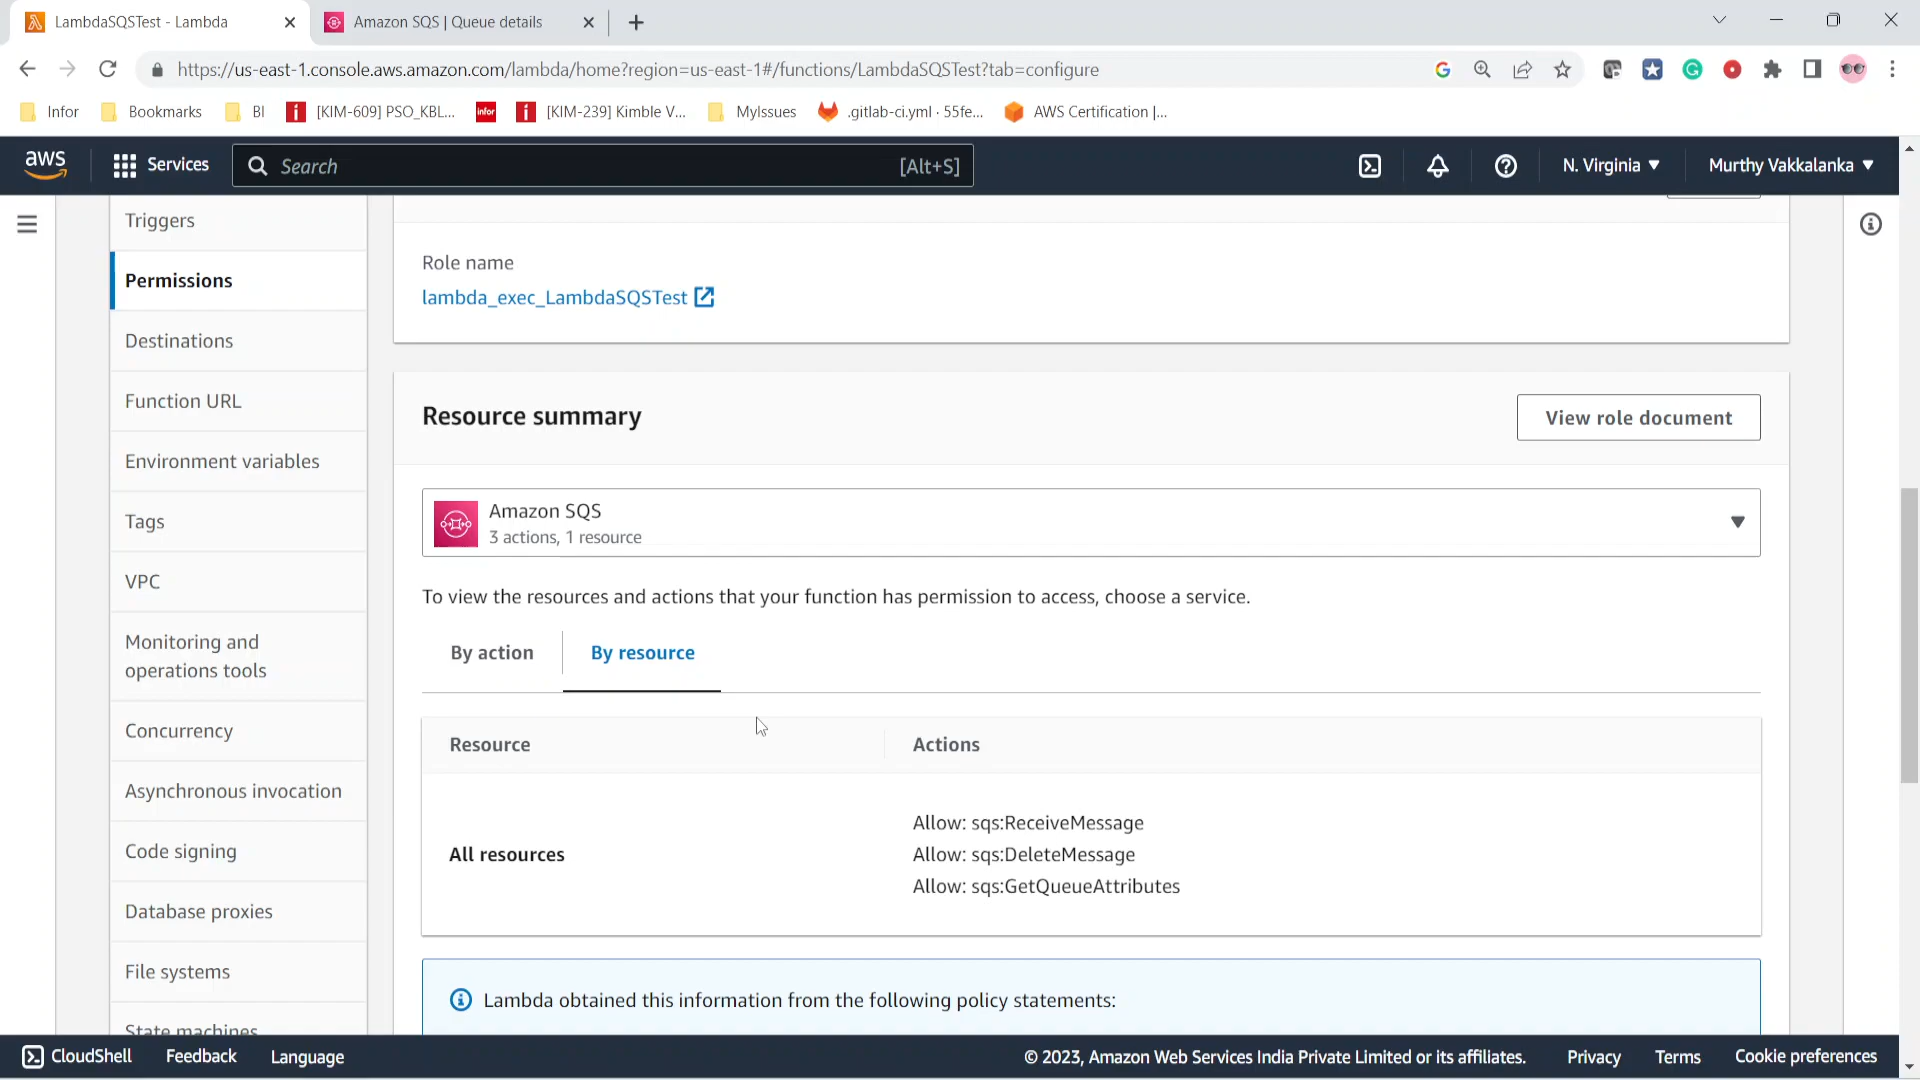 LambdaSQSTest - Lambda
Amazon SQS | Queue details
https://us-east-1.console.aws.amazon.com/lambda/home?region=us-east-1#/functions/LambdaSQSTest?tab=configure
Infor
Bookmarks
BI
[KIM-609] PSO_KBL...
infor
[KIM-239] Kimble V...
MyIssues
.gitlab-ci.yml · 55fe...
AWS Certification |...
aws
Services
Search
[Alt+S]
N. Virginia
Murthy Vakkalanka
Triggers
Permissions
Destinations
Function URL
Environment variables
Tags
VPC
Monitoring and
operations tools
Concurrency
Asynchronous invocation
Code signing
Database proxies
File systems
State machines
Role name
lambda_exec_LambdaSQSTest
Resource summary
View role document
Amazon SQS
3 actions, 1 resource
To view the resources and actions that your function has permission to access, choose a service.
By action
By resource
Resource
Actions
All resources
Allow: sqs:ReceiveMessage
Allow: sqs:DeleteMessage
Allow: sqs:GetQueueAttributes
Lambda obtained this information from the following policy statements:
CloudShell
Feedback
Language
© 2023, Amazon Web Services India Private Limited or its affiliates.
Privacy
Terms
Cookie preferences